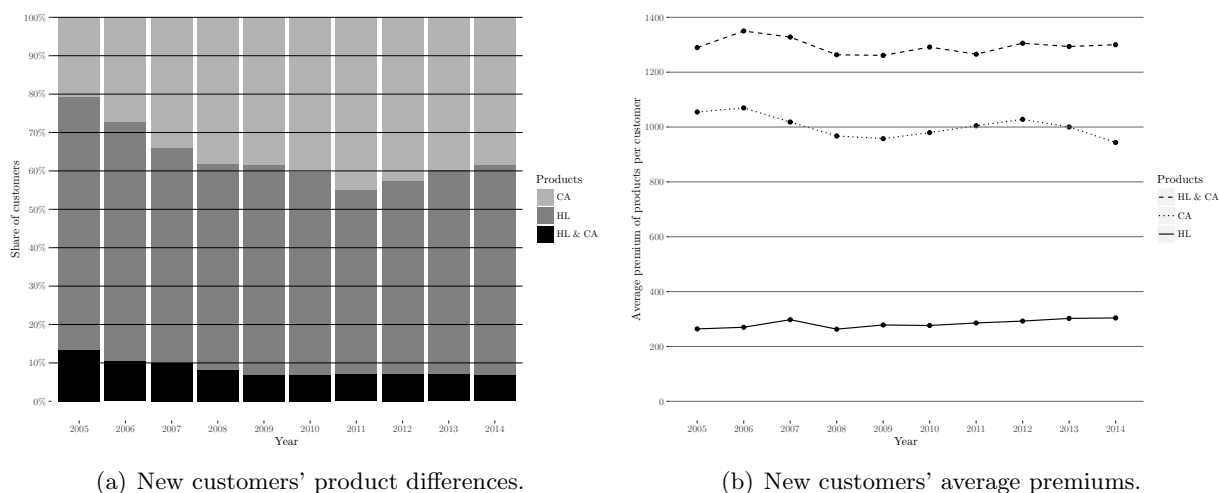 100%
90%
80%
70%
60%
50%
40%
30%
20%
10%
0%
Share of customers
2005 2006 2007 2008 2009 2010 2011 2012 2013 2014
Year
Products
CA
HL
HL & CA
(a) New customers' product differences.
1400
1200
1000
800
600
400
200
0
Average premium of products per customer
2005 2006 2007 2008 2009 2010 2011 2012 2013 2014
Year
Products
HL & CA
CA
HL
(b) New customers' average premiums.